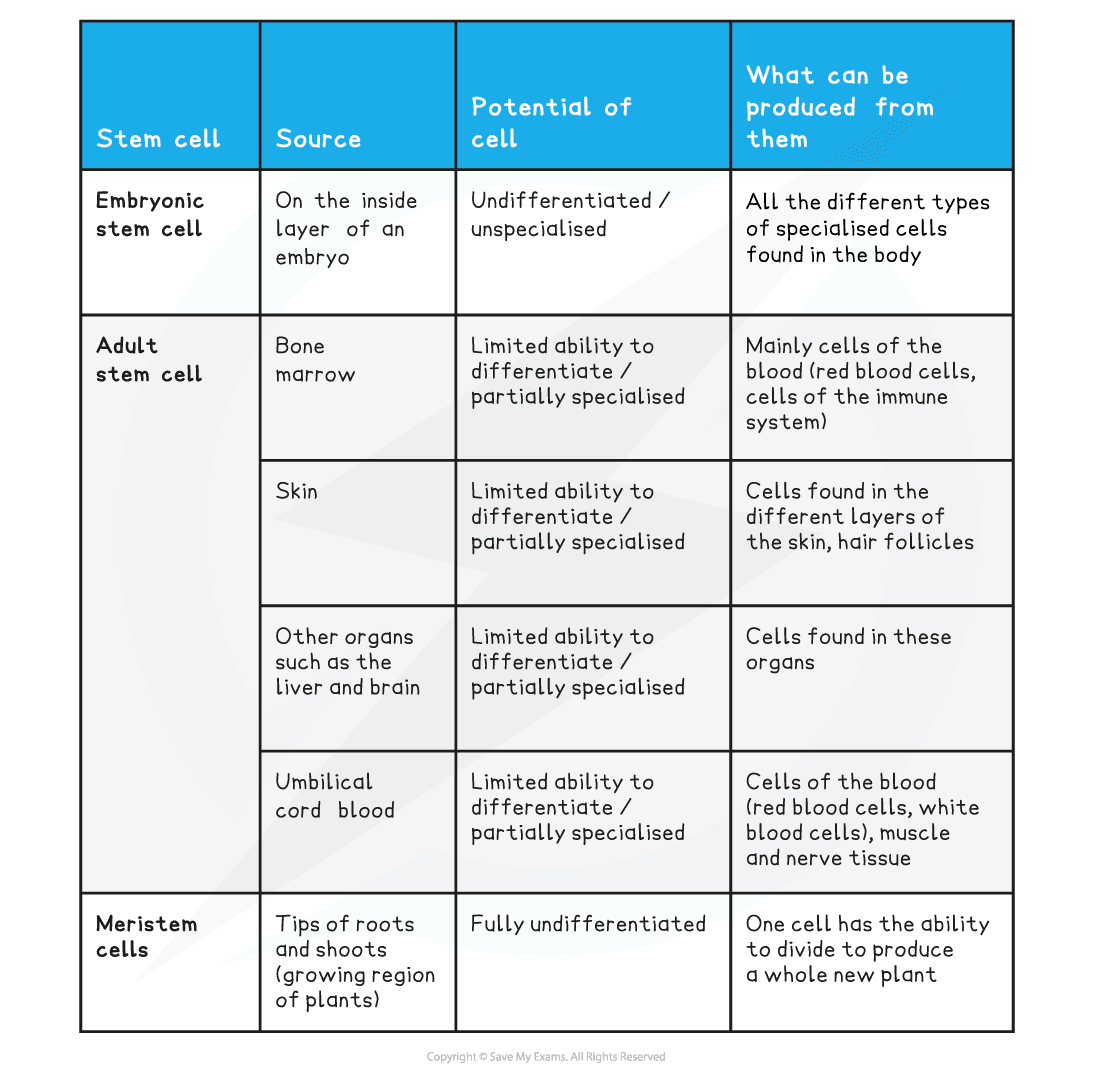 Stem cell
Source
Potential of
cell
What can be
produced from
them
Embryonic
stem cell
On the inside
layer of an
embryo
Undifferentiated /
unspecialised
All the different types
of specialised cells
found in the body
Adult
stem cell
Bone
marrow
Limited ability to
differentiate /
partially specialised
Mainly cells of the
blood (red blood cells,
cells of the immune
system)
Skin
Limited ability to
differentiate /
partially specialised
Cells found in the
different layers of
the skin, hair follicles
Other organs
such as the
liver and brain
Limited ability to
differentiate /
partially specialised
Cells found in these
organs
Umbilical
cord blood
Limited ability to
differentiate /
partially specialised
Cells of the blood
(red blood cells, white
blood cells), muscle
and nerve tissue
Meristem
cells
Tips of roots
and shoots
(growing region
of plants)
Fully undifferentiated
One cell has the ability
to divide to produce
a whole new plant
Copyright © Save My Exams. All Rights Reserved